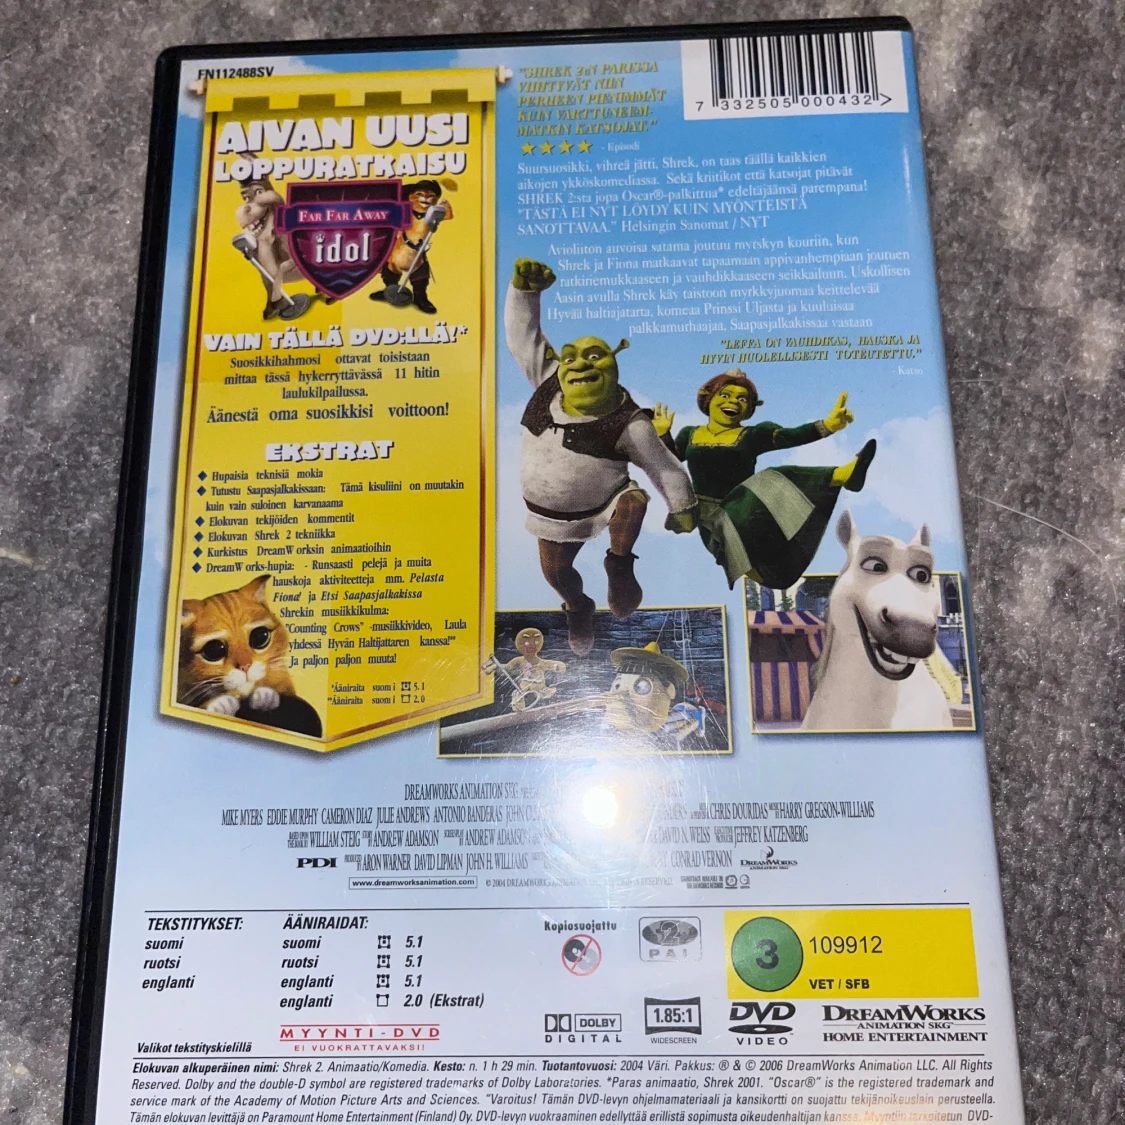 FN112488SV
AIVAN UUSI
LOPPURATKAISU
FAR FAR AWAY
idol
VAIN TÄLLÄ DVD:LLÄ!*
Suosikkihahmosi ottavat toisistaan
mittaa tässä hykerryttävässä 11 hitin
laulukilpailussa.
Äänestä oma suosikkisi voittoon!
EKSTRAT
◆ Hupaisia teknisiä mokia
◆ Tutustu Saapasjalkakissaan: Tämä kisuliini on muutakin
kuin vain suloinen karvanaama
◆ Elokuvan tekijöiden kommentit
◆ Elokuvan Shrek 2 tekniikka
◆ Kurkistus DreamWorksin animaatioihin
◆ DreamWorks-hupia: - Runsaasti pelejä ja muita
hauskoja aktiviteetteja mm. Pelasta
Fiona! ja Etsi Saapasjalkakissa
Shrekin musiikkikulma:
"Counting Crows" -musiikkivideo, Laula
yhdessä Hyvän Haltijattaren kanssa!**
Ja paljon paljon muuta!
*Ääniraita suomi 5.1
**Ääniraita suomi 2.0
"SHREK 2:N PARISSA
VIIHTYVÄT NIIN
PERHEEN PIENIMMÄT
KUIN VARTTUNEEM-
MATKIN KATSOJAT."
★★★★ - Episodi
7 332505 000432 >
Suursuosikki, vihreä jätti, Shrek, on taas täällä kaikkien
aikojen ykköskomediassa. Sekä kriitikot että katsojat pitävät
SHREK 2:sta jopa Oscar®-palkittua* edeltäjäänsä parempana!
"TÄSTÄ EI NYT LÖYDY KUIN MYÖNTEISTÄ
SANOTTAVAA." Helsingin Sanomat / NYT
Avioliiton auvoisa satama joutuu myrskyn kouriin, kun
Shrek ja Fiona matkaavat tapaamaan appivanhempiaan joutuen
ratkiriemukkaaseen ja vauhdikkaaseen seikkailuun. Uskollisen
Aasin avulla Shrek käy taistoon myrkkyjuomaa keittelevää
Hyvää haltiajatarta, komeaa Prinssi Uljasta ja kuuluisaa
palkkamurhaajaa, Saapasjalkakissaa vastaan
"LEFFA ON VAUHDIKAS, HAUSKA JA
HYVIN HUOLELLISESTI TOTEUTETTU."
- Katso
DREAMWORKS ANIMATION SKG
MIKE MYERS EDDIE MURPHY CAMERON DIAZ JULIE ANDREWS ANTONIO BANDERAS JOHN CHRIS DOURIDAS HARRY GREGSON-WILLIAMS
WILLIAM STEIG ANDREW ADAMSON ANDREW ADAMSON DAVID N. WEISS JEFFREY KATZENBERG
PDI ARON WARNER DAVID LIPMAN JOHN H. WILLIAMS CONRAD VERNON DREAMWORKS
www.dreamworksanimation.com © 2004 DREAMWORKS
TEKSTITYKSET:
suomi
ruotsi
englanti
ÄÄNIRAIDAT:
suomi 5.1
ruotsi 5.1
englanti 5.1
englanti 2.0 (Ekstrat)
Kopiosuojattu
2
PAL
3
109912
VET / SFB
MYYNTI-DVD
EI VUOKRATTAVAKSI!
DOLBY
DIGITAL
1.85:1
WIDESCREEN
DVD
VIDEO
DREAMWORKS
ANIMATION SKG
HOME ENTERTAINMENT
Valikot tekstityskielillä
Elokuvan alkuperäinen nimi: Shrek 2. Animaatio/Komedia. Kesto: n. 1 h 29 min. Tuotantovuosi: 2004 Väri. Pakkus: ® & © 2006 DreamWorks Animation LLC. All Rights
Reserved. Dolby and the double-D symbol are registered trademarks of Dolby Laboratories. *Paras animaatio, Shrek 2001. "Oscar®" is the registered trademark and
service mark of the Academy of Motion Picture Arts and Sciences. "Varoitus! Tämän DVD-levyn ohjelmamateriaali ja kansikortti on suojattu tekijänoikeuslain perusteella.
Tämän elokuvan levittäjä on Paramount Home Entertainment (Finland) Oy. DVD-levyn vuokraaminen edellyttää erillistä sopimusta oikeudenhaltijan kanssa. Myyntiin tarkoitetun DVD-